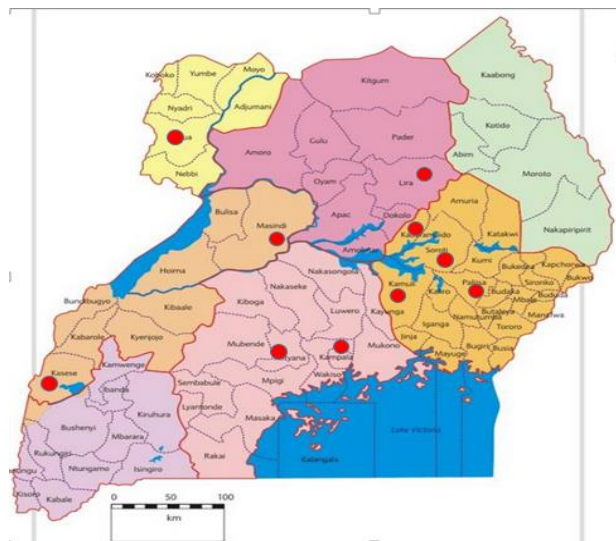 Koboko
Yumbe
Moyo
Nyadri
Adjumani
Nebbi
Kitgum
Kaabong
Gulu
Pader
Kotido
Amoro
Abim
Moroto
Oyam
Lira
Nakapiripirit
Apac
Dokolo
Amuria
Katakwi
Bulisa
Masindi
Soroti
Kumi
Hoima
Nakasongola
Kamuli
Pallisa
Bukedea
Kapchorwa
Sironko
Bukwo
Budaka
Mbale
Bududa
Bundibugyo
Kibaale
Kiboga
Nakaseke
Luwero
Kayunga
Kaliro
Butaleja
Manafwa
Namutumba
Tororo
Iganga
Kabarole
Kyenjojo
Mubende
Mukono
Jinja
Bugiri
Busia
Mayuge
Kamwenge
Kasese
Kampala
Wakiso
Mpigi
Sembabule
Ibanda
Kiruhura
Lyantonde
Masaka
Bushenyi
Mbarara
Lake Victoria
Rukungiri
Rakai
Kalangala
Ntungamo
Isingiro
Kisoro
Kabale
0 50 100
km